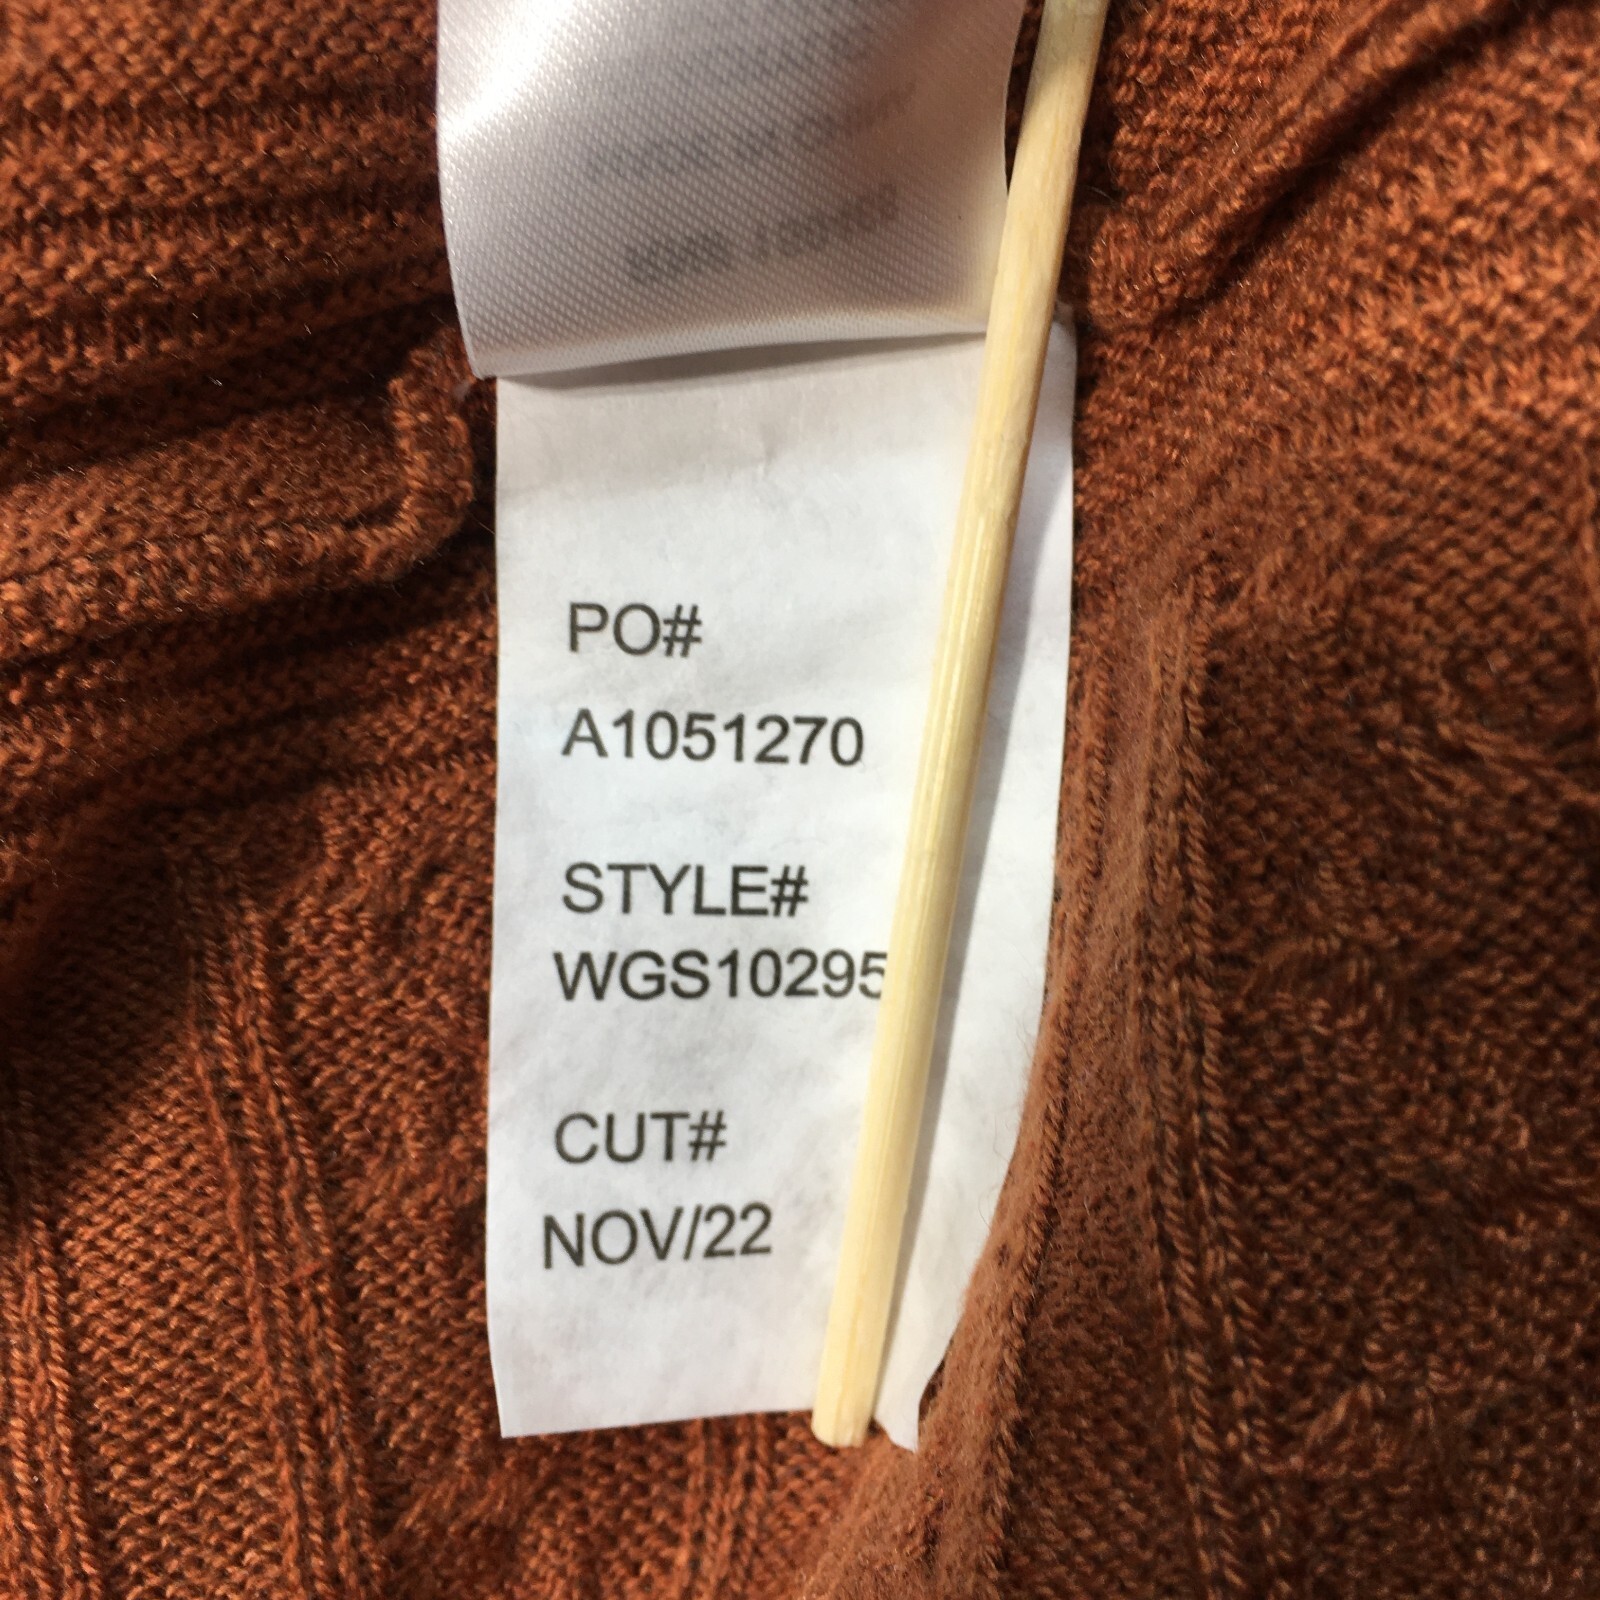 PO#
A1051270
STYLE#
WGS10295
CUT#
NOV/22